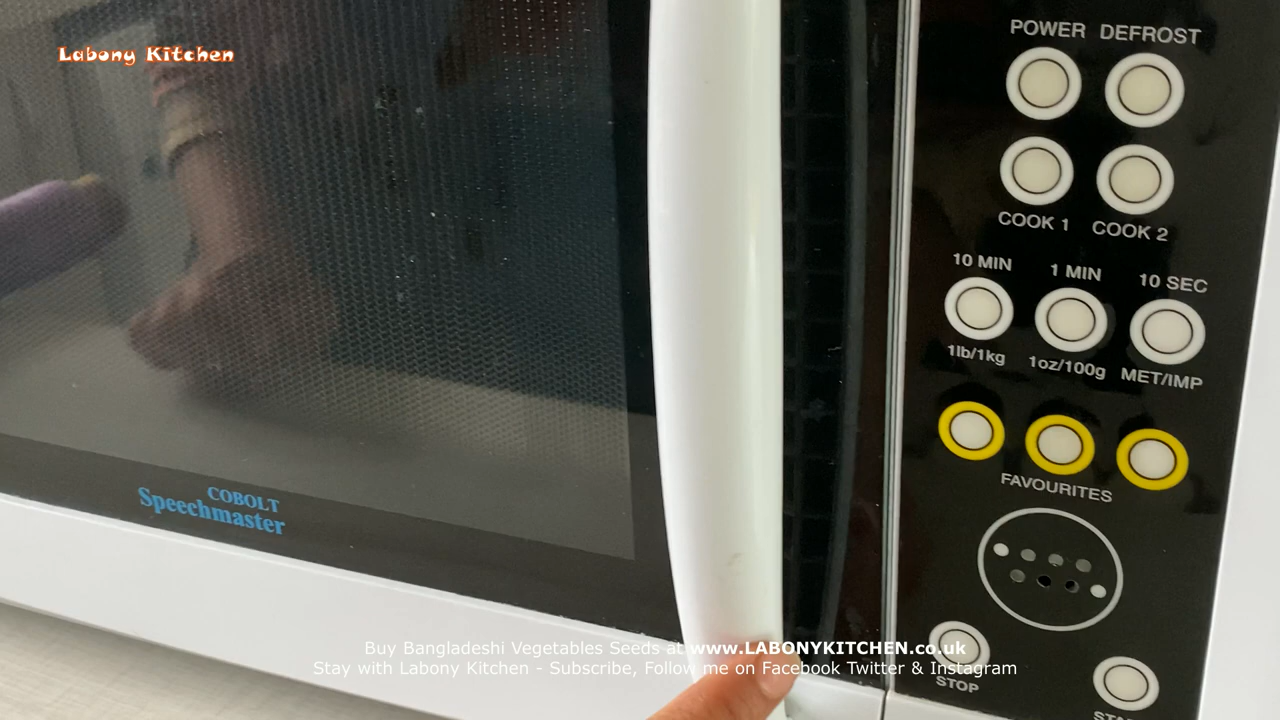 Labony Kitchen
POWER DEFROST
COOK 1 COOK 2
10 MIN 1 MIN 10 SEC
1lb/1kg 1oz/100g MET/IMP
FAVOURITES
COBOLT
Speechmaster
Buy Bangladeshi Vegetables Seeds at www.LABONYKITCHEN.co.uk
Stay with Labony Kitchen - Subscribe, Follow me on Facebook Twitter & Instagram
STOP